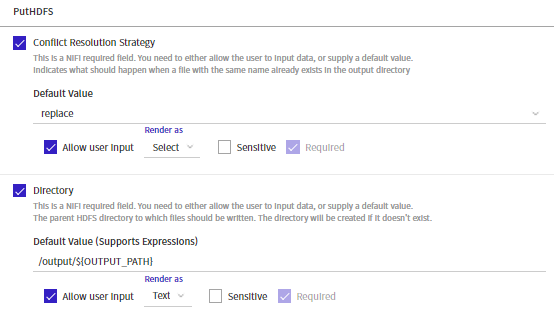 PutHDFS
Conflict Resolution Strategy
This is a NIFI required field. You need to either allow the user to input data, or supply a default value.
Indicates what should happen when a file with the same name already exists in the output directory
Default Value
replace
Render as
Allow user input Select Sensitive Required
Directory
This is a NIFI required field. You need to either allow the user to input data, or supply a default value.
The parent HDFS directory to which files should be written. The directory will be created if it doesn't exist.
Default Value (Supports Expressions)
/output/${OUTPUT_PATH}
Render as
Allow user input Text Sensitive Required